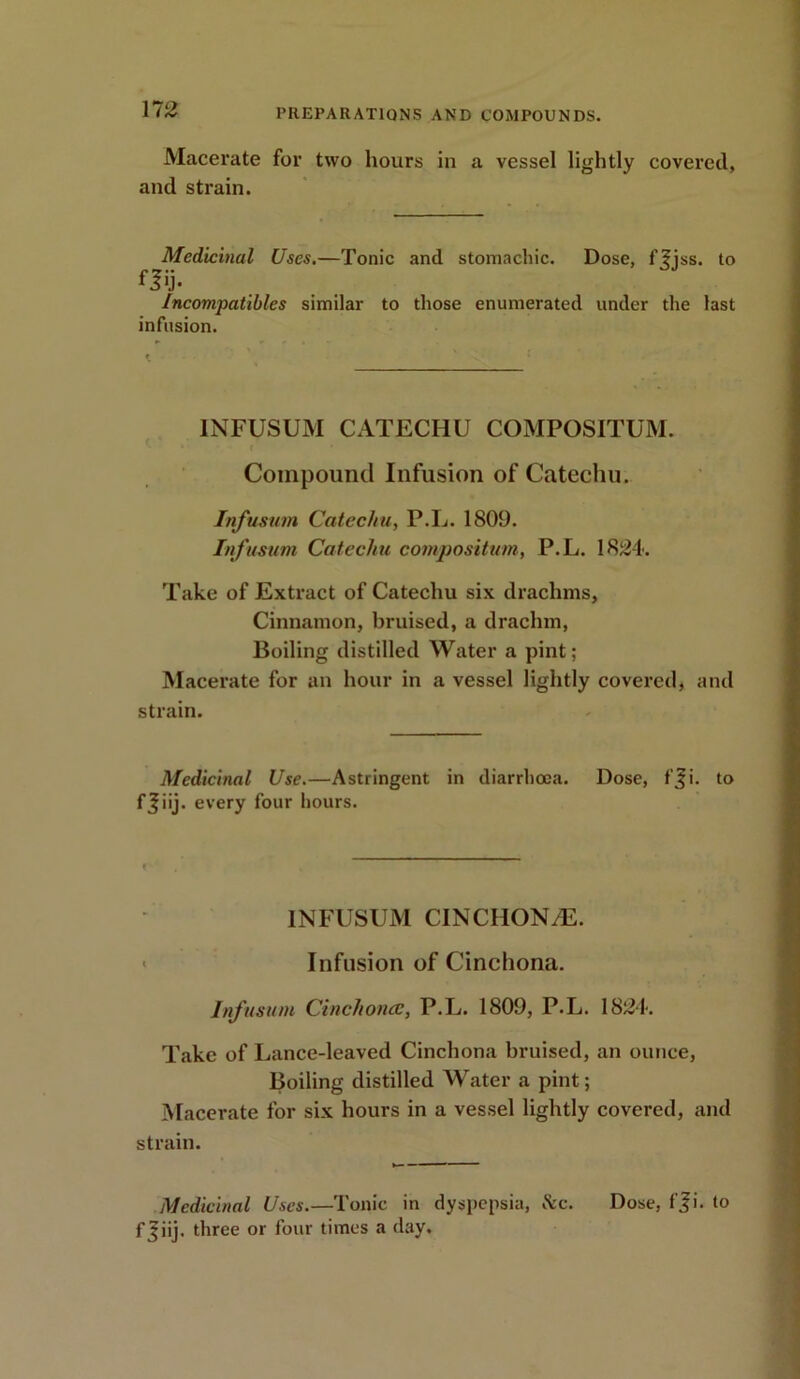 172 PREPARATIONS AND COMPOUNDS.
Macerate for two hours in a vessel lightly covered,
and strain.
Medicinal Uses.—Tonic and stomachic. Dose, f℥jss. to
f℥ij.
Incompatibles similar to those enumerated under the last
infusion.
INFUSUM CATECHU COMPOSITUM.
Compound Infusion of Catechu.
Infusum Catechu, P.L. 1809.
Infusum Catechu compositum, P.L. 1824.
Take of Extract of Catechu six drachms,
Cinnamon, bruised, a drachm,
Boiling distilled Water a pint;
Macerate for an hour in a vessel lightly covered, and
strain.
Medicinal Use.—Astringent in diarrhœa. Dose, f℥i. to
f℥iij. every four hours.
INFUSUM CINCHONÆ.
Infusion of Cinchona.
Infusum Cinchonæ, P.L. 1809, P.L. 1824.
Take of Lance-leaved Cinchona bruised, an ounce,
Boiling distilled Water a pint;
Macerate for six hours in a vessel lightly covered, and
strain.
Medicinal Uses.—Tonic in dyspepsia, &c. Dose, f℥i. to
f℥iij. three or four times a day.